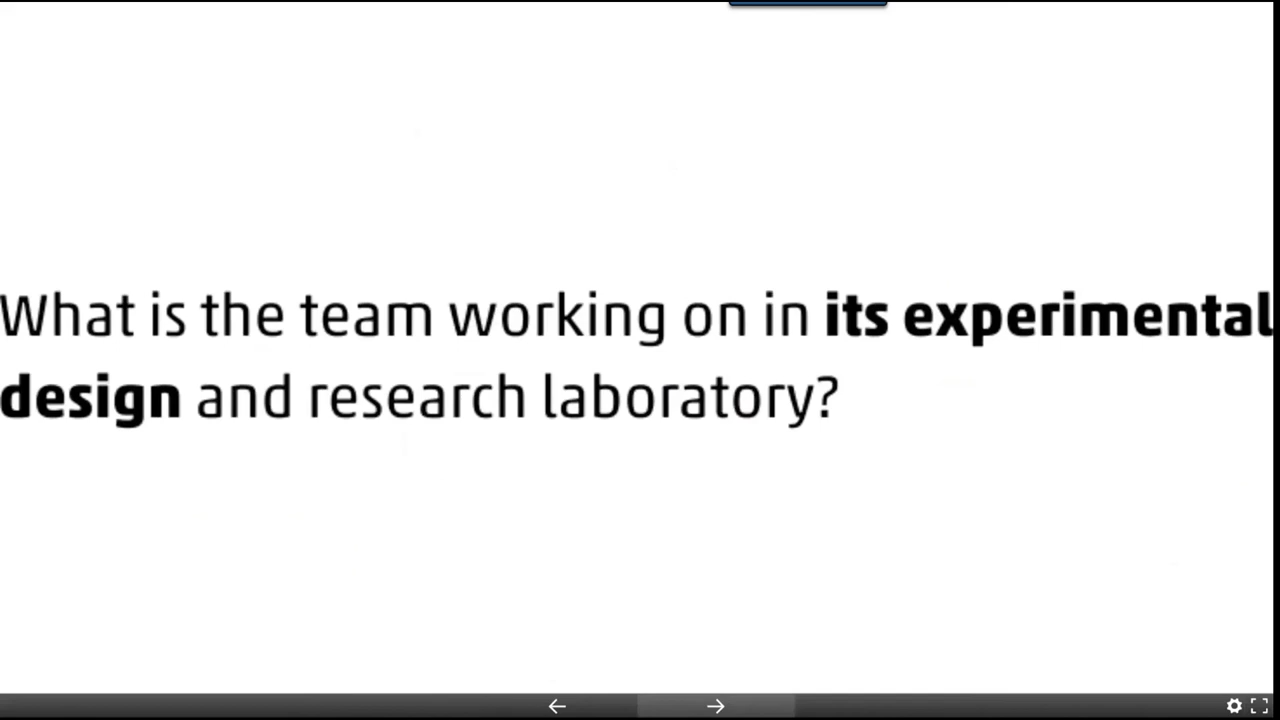 What is the team working on in its experimental
design and research laboratory?